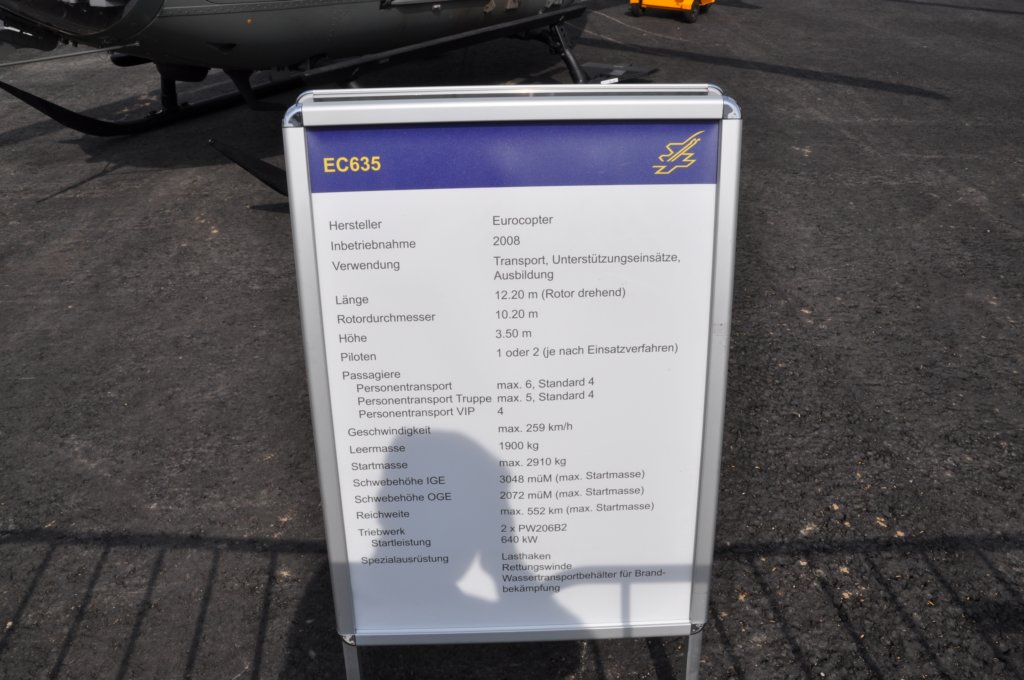 EC635
Hersteller Eurocopter
Inbetriebnahme 2008
Verwendung Transport, Unterstützungseinsätze,
Ausbildung
Länge 12.20 m (Rotor drehend)
Rotordurchmesser 10.20 m
Höhe 3.50 m
Piloten 1 oder 2 (je nach Einsatzverfahren)
Passagiere
Personentransport max. 6, Standard 4
Personentransport Truppe max. 5, Standard 4
Personentransport VIP 4
Geschwindigkeit max. 259 km/h
Leermasse 1900 kg
Startmasse max. 2910 kg
Schwebehöhe IGE 3048 müM (max. Startmasse)
Schwebehöhe OGE 2072 müM (max. Startmasse)
Reichweite max. 552 km (max. Startmasse)
Triebwerk 2 x PW206B2
Startleistung 640 kW
Spezialausrüstung Lasthaken
Rettungswinde
Wassertransportbehälter für Brand-
bekämpfung